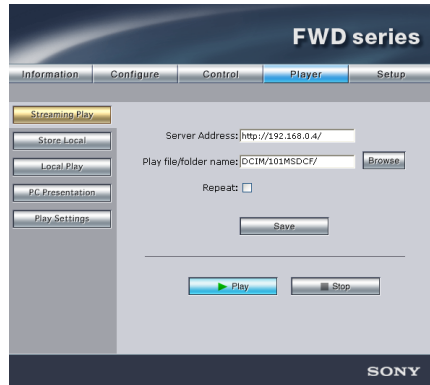 FWD series
Information Configure Control Player Setup
Streaming Play
Store Local
Local Play
PC Presentation
Play Settings
Server Address: http://192.168.0.4/
Play file/folder name: DCIM/101MSDCF/ Browse
Repeat:
Save
Play Stop
SONY